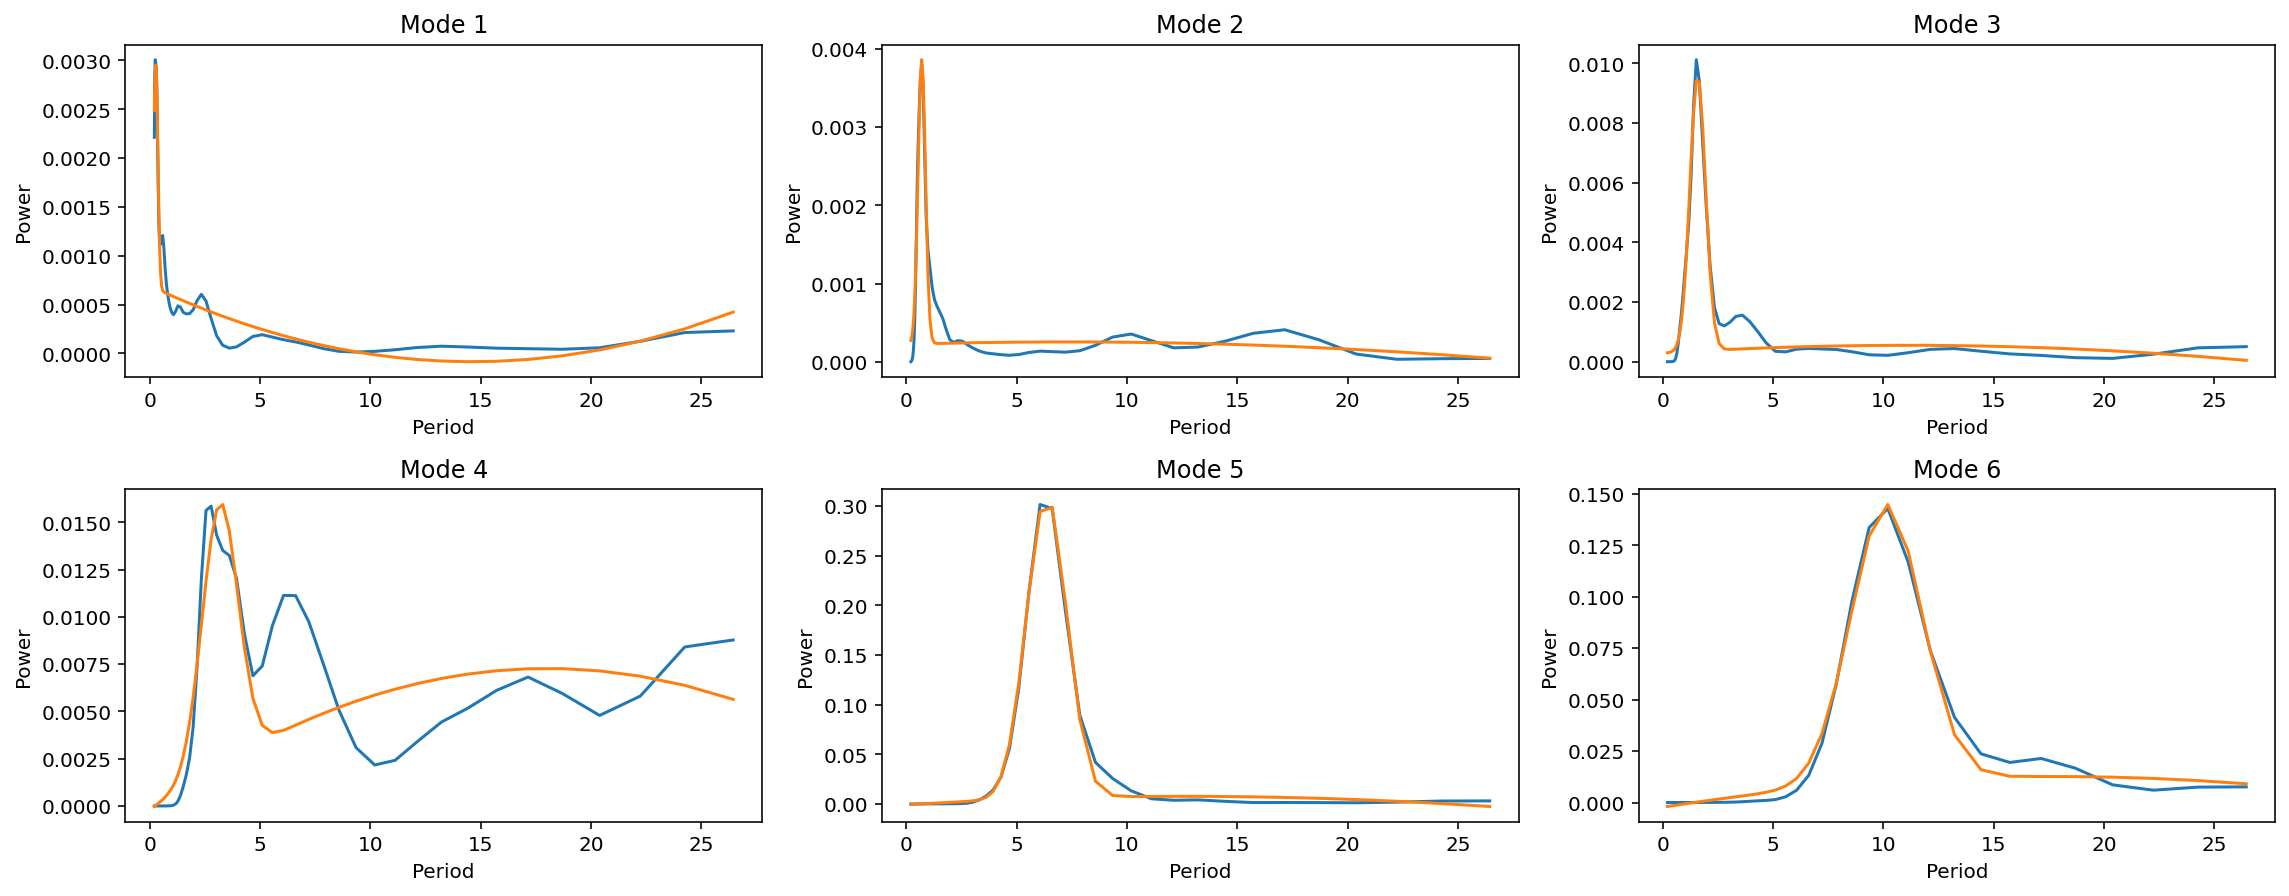 Mode 1
Power
0.0030
0.0025
0.0020
0.0015
0.0010
0.0005
0.0000
0 5 10 15 20 25
Period
Mode 2
Power
0.004
0.003
0.002
0.001
0.000
0 5 10 15 20 25
Period
Mode 3
Power
0.010
0.008
0.006
0.004
0.002
0.000
0 5 10 15 20 25
Period
Mode 4
Power
0.0150
0.0125
0.0100
0.0075
0.0050
0.0025
0.0000
0 5 10 15 20 25
Period
Mode 5
Power
0.30
0.25
0.20
0.15
0.10
0.05
0.00
0 5 10 15 20 25
Period
Mode 6
Power
0.150
0.125
0.100
0.075
0.050
0.025
0.000
0 5 10 15 20 25
Period